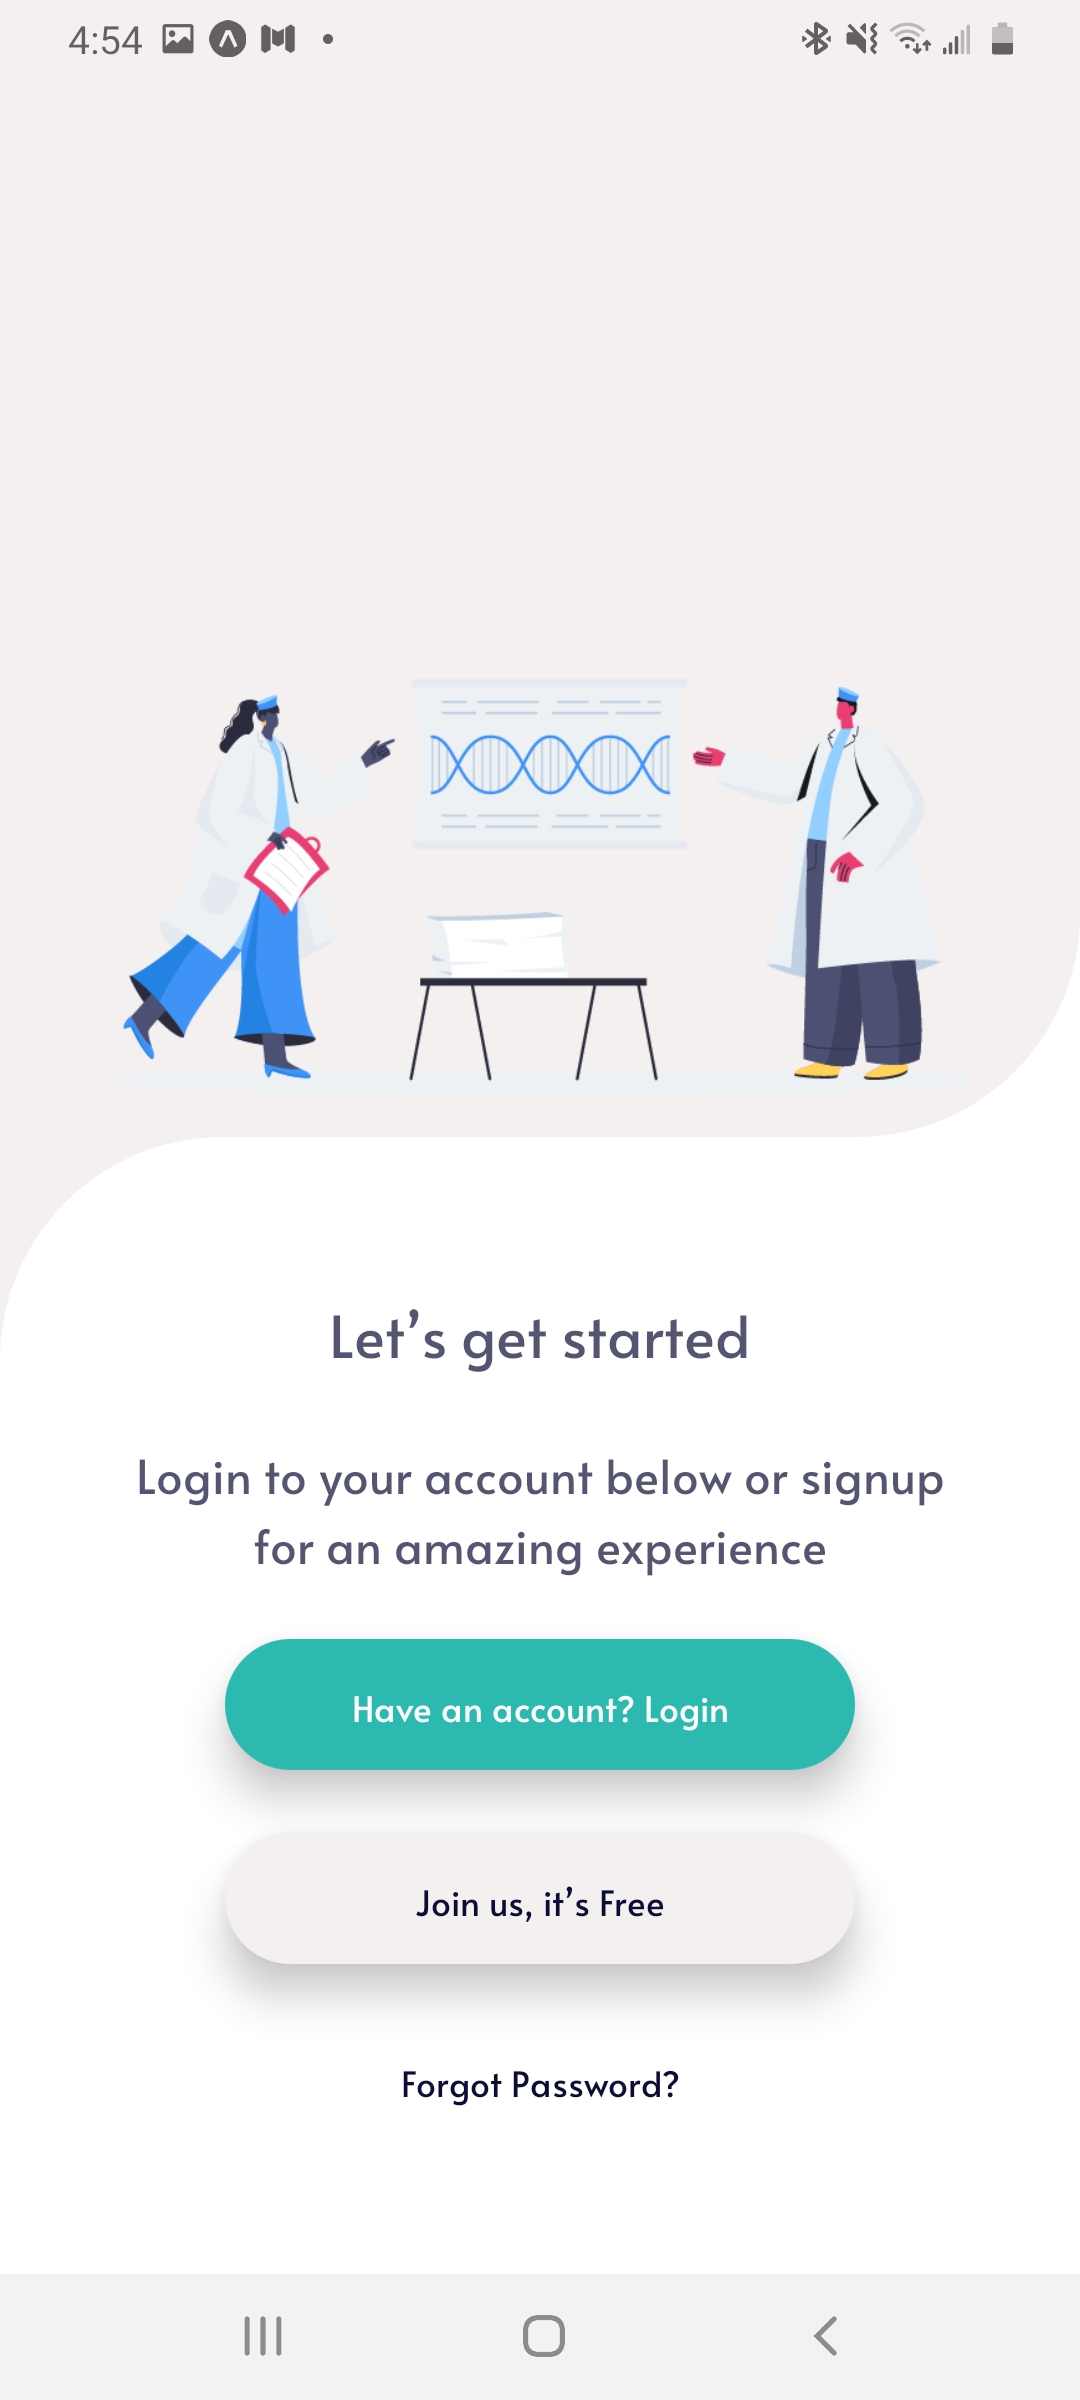 4:54
Let’s get started
Login to your account below or signup
for an amazing experience
Have an account? Login
Join us, it’s Free
Forgot Password?